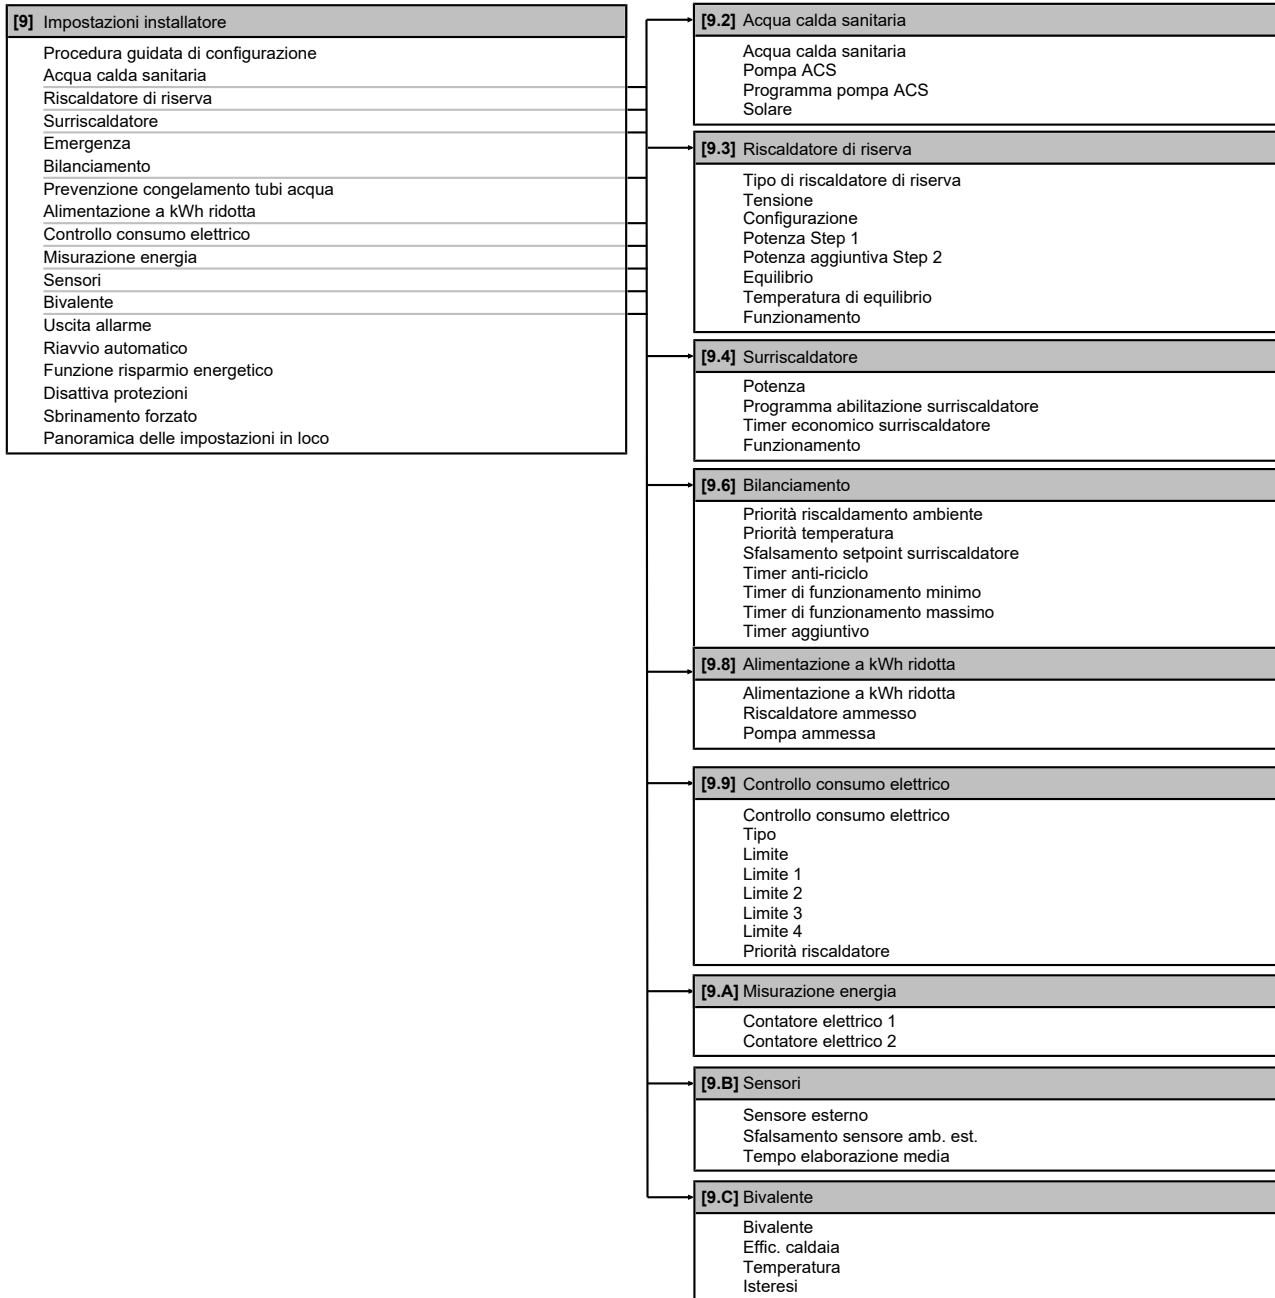 [9] Impostazioni installatore
Procedura guidata di configurazione
Acqua calda sanitaria
Riscaldatore di riserva
Surriscaldatore
Emergenza
Bilanciamento
Prevenzione congelamento tubi acqua
Alimentazione a kWh ridotta
Controllo consumo elettrico
Misurazione energia
Sensori
Bivalente
Uscita allarme
Riavvio automatico
Funzione risparmio energetico
Disattiva protezioni
Sbrinamento forzato
Panoramica delle impostazioni in loco
[9.2] Acqua calda sanitaria
Acqua calda sanitaria
Pompa ACS
Programma pompa ACS
Solare
[9.3] Riscaldatore di riserva
Tipo di riscaldatore di riserva
Tensione
Configurazione
Potenza Step 1
Potenza aggiuntiva Step 2
Equilibrio
Temperatura di equilibrio
Funzionamento
[9.4] Surriscaldatore
Potenza
Programma abilitazione surriscaldatore
Timer economico surriscaldatore
Funzionamento
[9.6] Bilanciamento
Priorità riscaldamento ambiente
Priorità temperatura
Sfalsamento setpoint surriscaldatore
Timer anti-riciclo
Timer di funzionamento minimo
Timer di funzionamento massimo
Timer aggiuntivo
[9.8] Alimentazione a kWh ridotta
Alimentazione a kWh ridotta
Riscaldatore ammesso
Pompa ammessa
[9.9] Controllo consumo elettrico
Controllo consumo elettrico
Tipo
Limite
Limite 1
Limite 2
Limite 3
Limite 4
Priorità riscaldatore
[9.A] Misurazione energia
Contatore elettrico 1
Contatore elettrico 2
[9.B] Sensori
Sensore esterno
Sfalsamento sensore amb. est.
Tempo elaborazione media
[9.C] Bivalente
Bivalente
Effic. caldaia
Temperatura
Isteresi